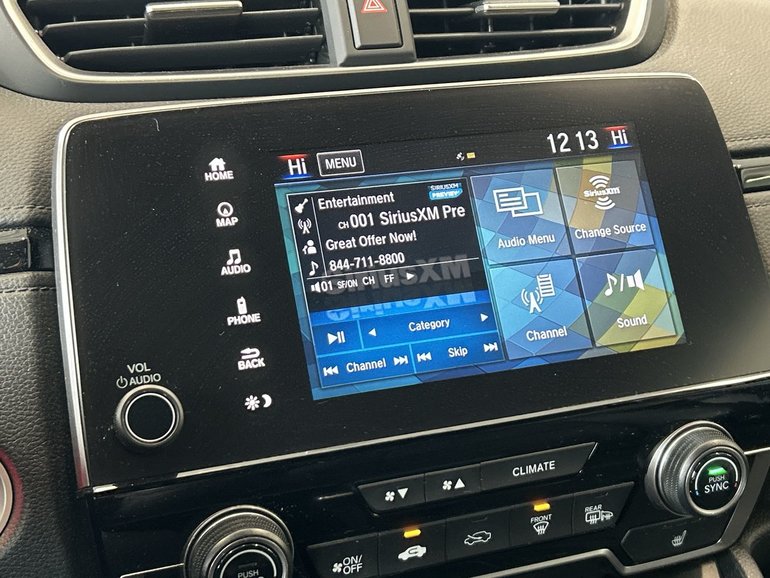 Hi MENU 12 13 Hi
SIRIUSXM
PREVIEW
Entertainment
CH 001 SiriusXM Pre
Great Offer Now!
844-711-8800
01 SF/ON CH FF
SiriusXM
Category
Channel Skip
Audio Menu
SiriusXM
Change Source
Channel
Sound
HOME
MAP
AUDIO
PHONE
BACK
VOL
AUDIO
CLIMATE
PUSH
SYNC
ON/
OFF
FRONT
REAR
PUSH